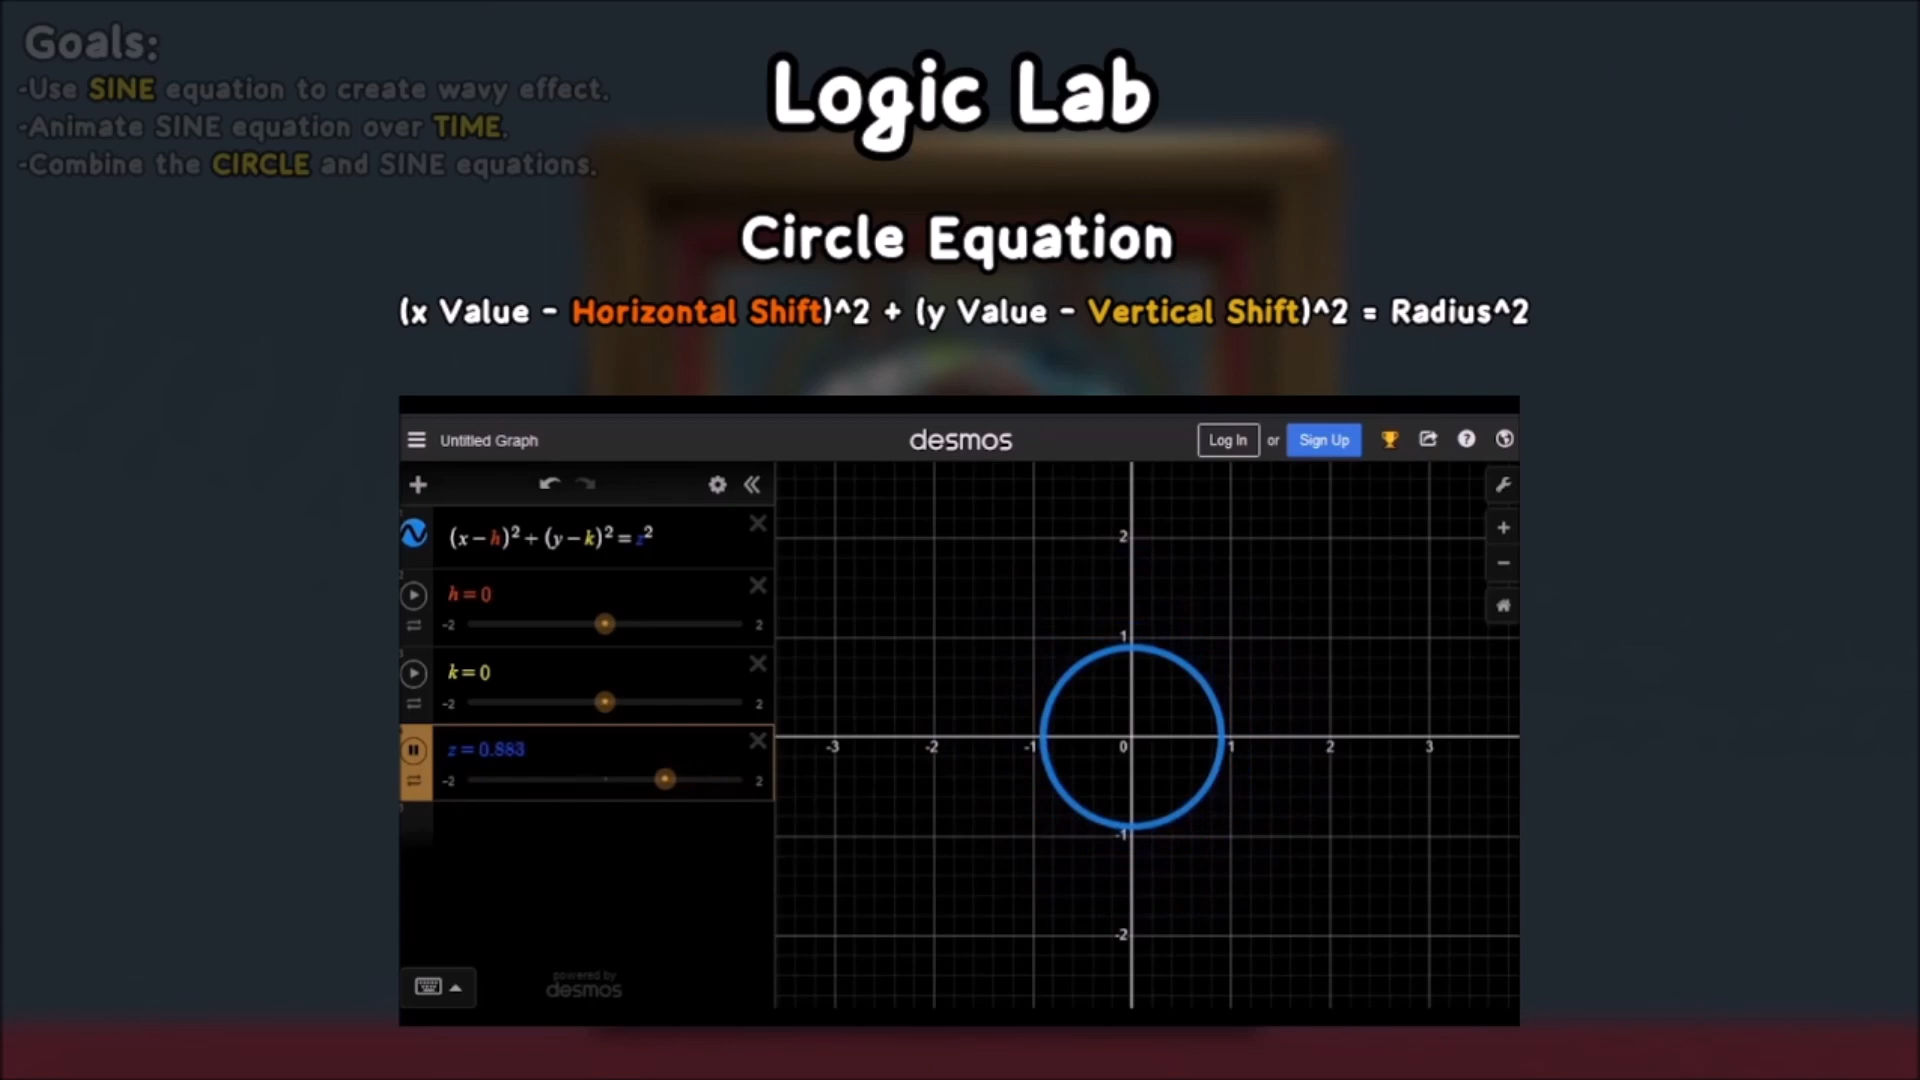 Goals:
-Use SINE equation to create wavy effect.
-Animate SINE equation over TIME.
-Combine the CIRCLE and SINE equations.
Logic Lab
Circle Equation
(x Value - Horizontal Shift)^2 + (y Value - Vertical Shift)^2 = Radius^2
Untitled Graph
desmos
Log In or Sign Up
(x-h)²+(y-k)²=z²
h=0
-2 2
k=0
-2 2
z=0.883
-2 2
powered by
desmos
2
1
-3 -2 -1 0 1 2 3
-1
-2